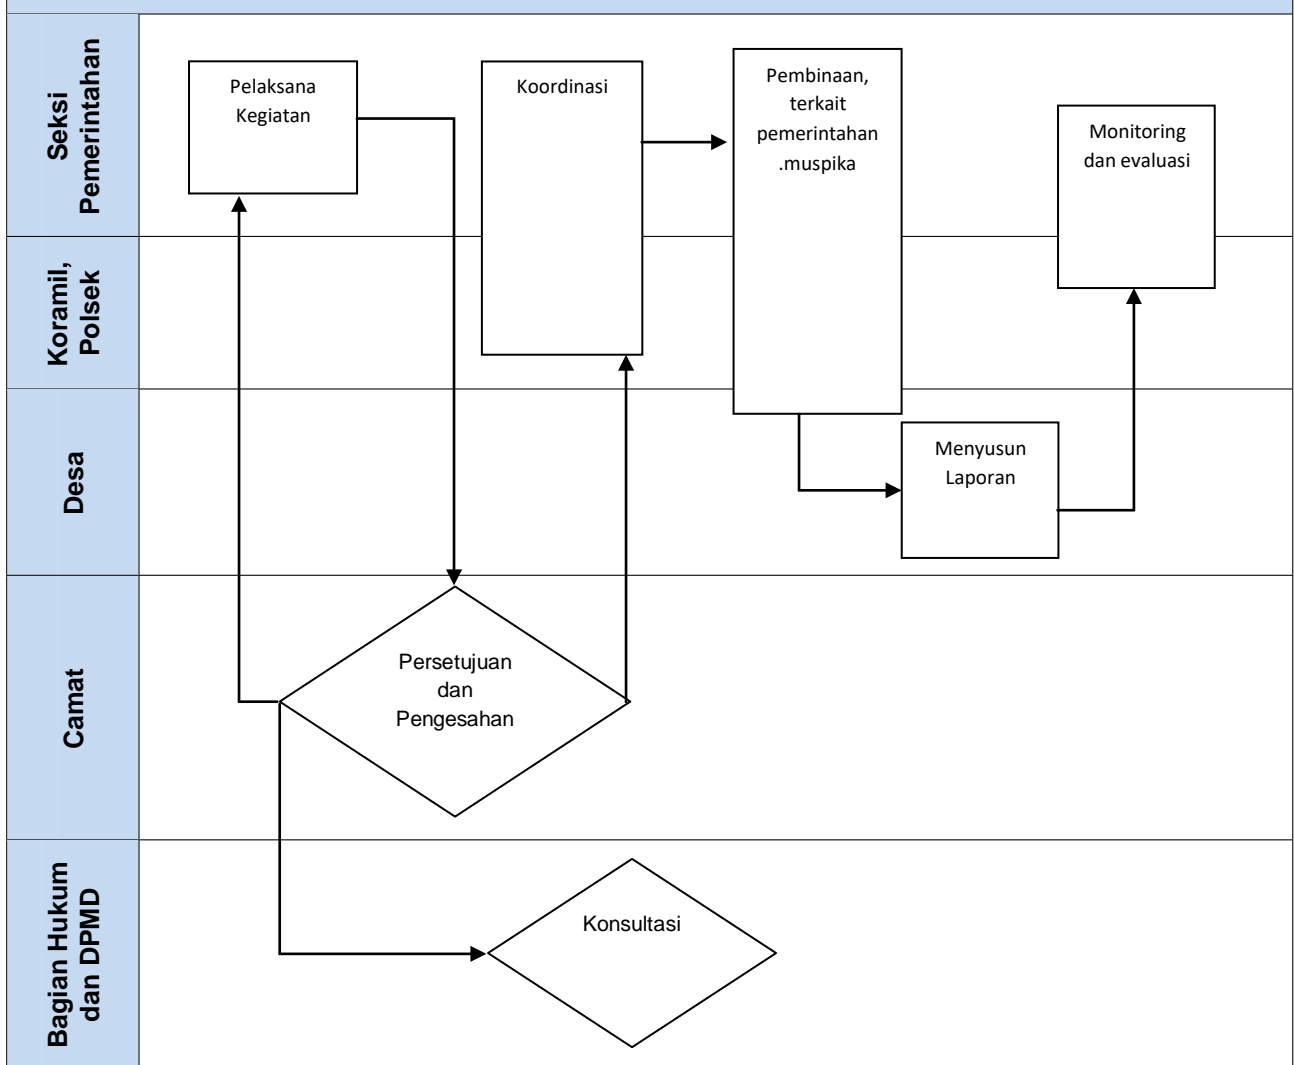 Seksi
Pemerintahan
Pelaksana
Kegiatan
Koordinasi
Pembinaan,
terkait
pemerintahan
.muspika
Monitoring
dan evaluasi
Koramil,
Polsek
Desa
Menyusun
Laporan
Camat
Persetujuan
dan
Pengesahan
Bagian Hukum
dan DPMD
Konsultasi